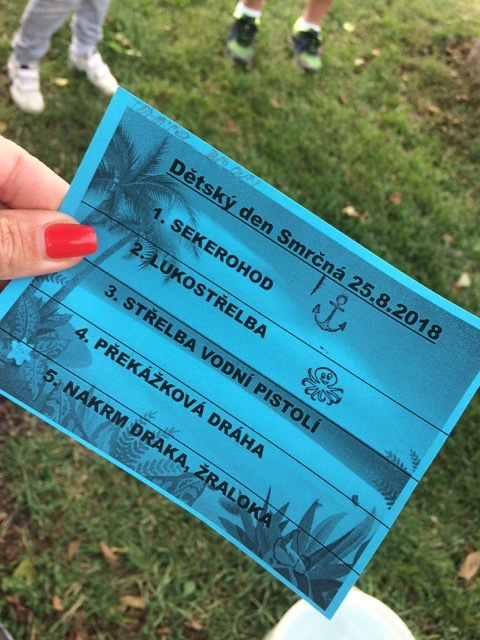 Dětský den Smrčná 25.8.2018
1. SEKEROHOD
2. LUKOSTŘELBA
3. STŘELBA VODNÍ PISTOLÍ
4. PŘEKÁŽKOVÁ DRÁHA
5. NAKRM DRAKA, ŽRALOKA